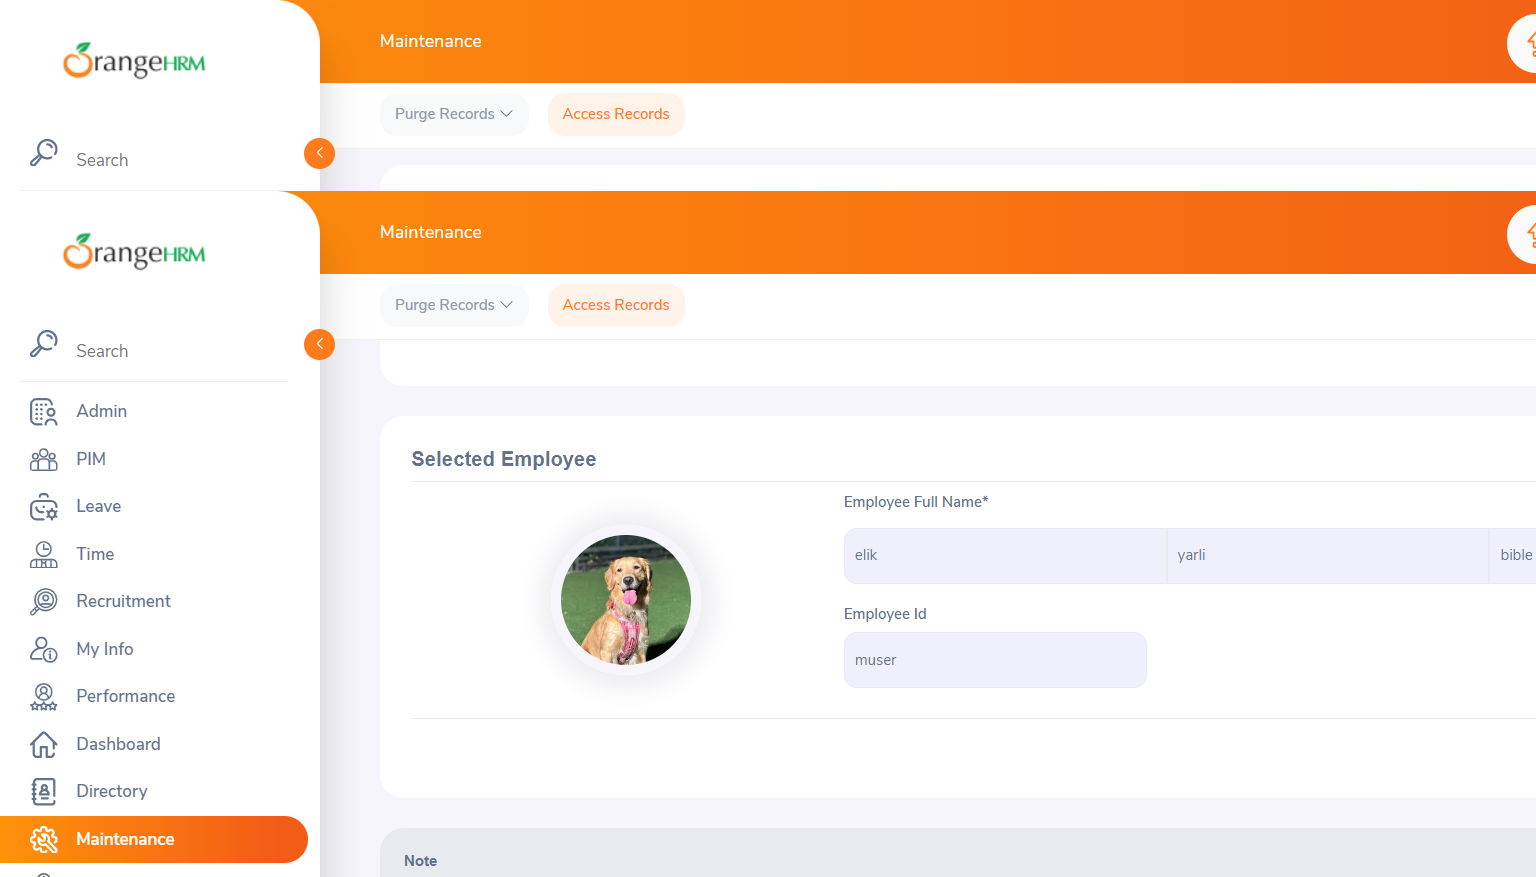 OrangeHRM
Maintenance
Purge Records
Access Records
Search
OrangeHRM
Maintenance
Purge Records
Access Records
Search
Admin
PIM
Leave
Time
Recruitment
My Info
Performance
Dashboard
Directory
Maintenance
Selected Employee
Employee Full Name*
elik
yarli
bible
Employee Id
muser
Note